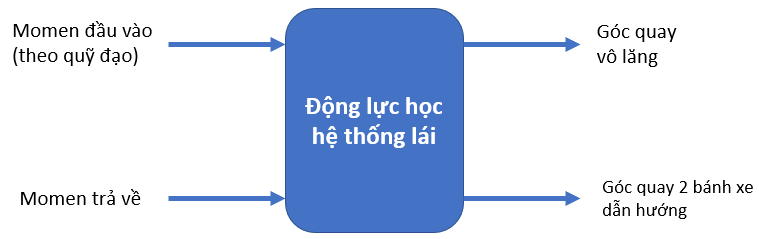 Momen đầu vào
(theo quỹ đạo)
Góc quay
vô lăng
Động lực học
hệ thống lái
Momen trả về
Góc quay 2 bánh xe
dẫn hướng